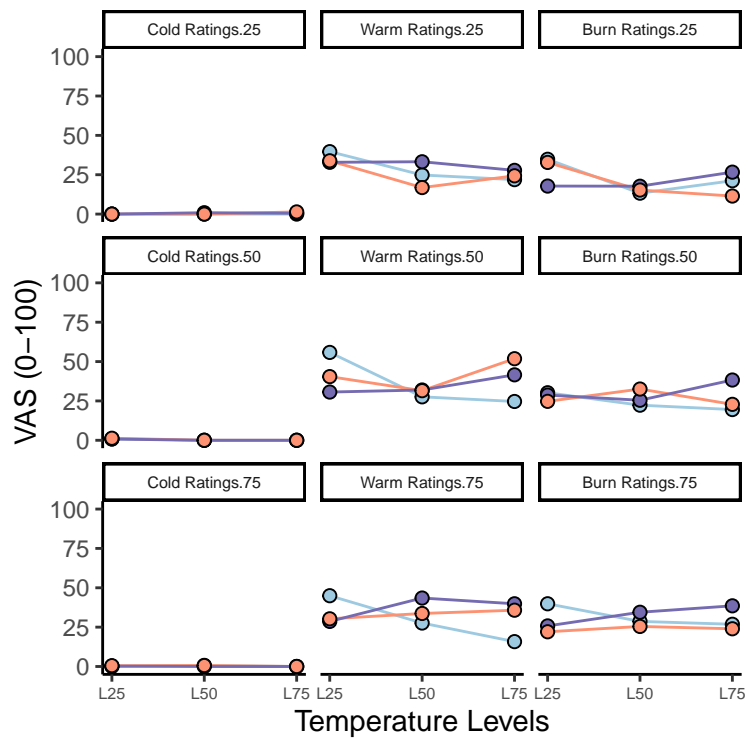 Cold Ratings.25 Warm Ratings.25 Burn Ratings.25
100
75
50
25
0
Cold Ratings.50 Warm Ratings.50 Burn Ratings.50
100
75
50
25
0
Cold Ratings.75 Warm Ratings.75 Burn Ratings.75
100
75
50
25
0
VAS (0−100)
L25 L50 L75 L25 L50 L75 L25 L50 L75
Temperature Levels